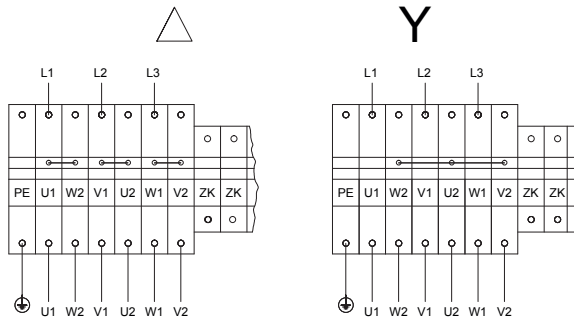 Y
L1 L2 L3 L1 L2 L3
PE U1 W2 V1 U2 W1 V2 ZK ZK PE U1 W2 V1 U2 W1 V2 ZK ZK
U1 W2 V1 U2 W1 V2 U1 W2 V1 U2 W1 V2